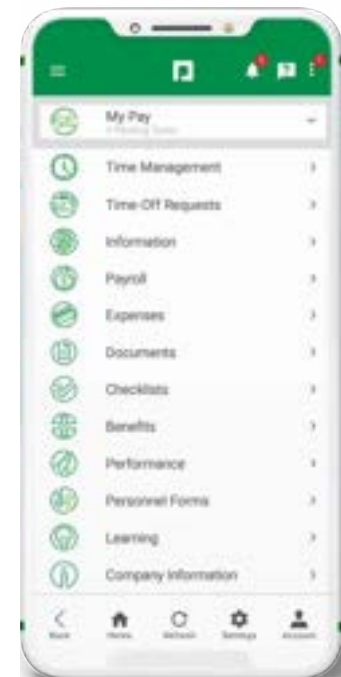 My Pay
Time Management
Time-Off Requests
Information
Payroll
Expenses
Documents
Checklists
Benefits
Performance
Personnel Forms
Learning
Company Information
Back
Home
Refresh
Settings
Account